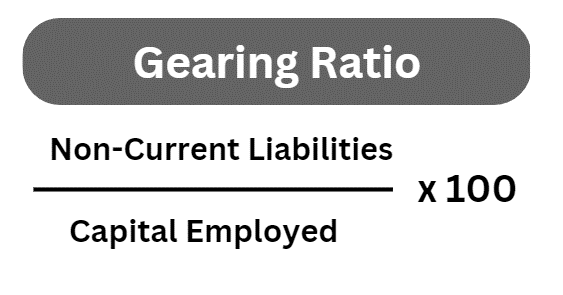 Gearing Ratio
Non-Current Liabilities
x 100
Capital Employed